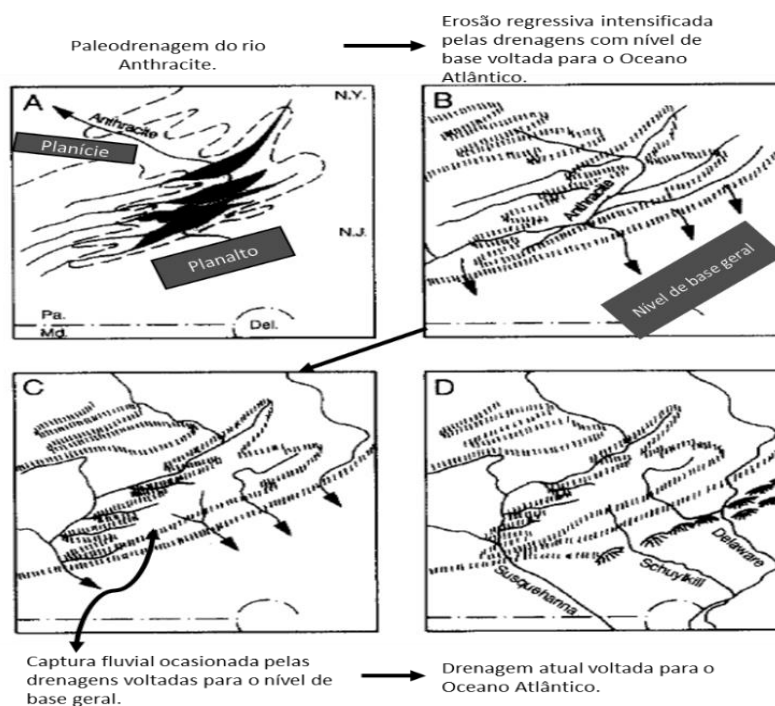 Paleodrenagem do rio
Anthracite.
Erosão regressiva intensificada
pelas drenagens com nível de
base voltada para o Oceano
Atlântico.
A
Anthracite
N.Y.
Planície
N.J.
Planalto
Pa.
Md.
Del.
B
Anthracite
Nível de base geral
C
D
Susquehanna
Schuylkill
Delaware
Captura fluvial ocasionada pelas
drenagens voltadas para o nível de
base geral.
Drenagem atual voltada para o
Oceano Atlântico.